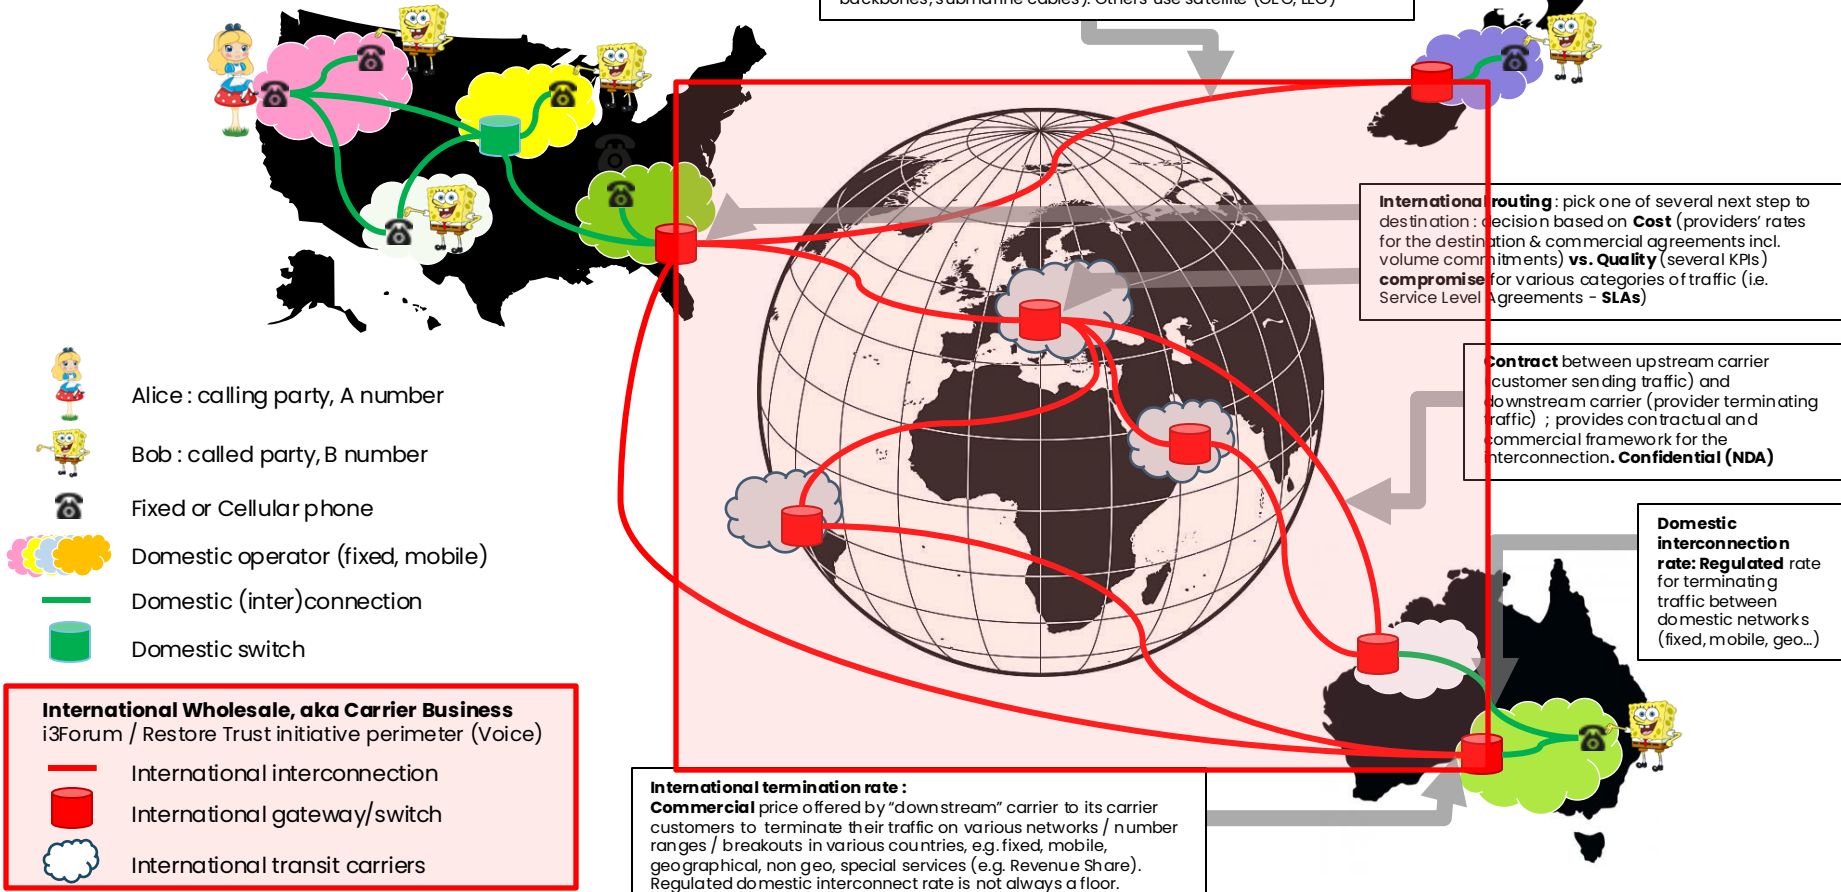 backbones, submarine cables). Others use satellite (GEO, LEO)
International routing : pick one of several next step to
destination : decision based on Cost (providers' rates
for the destination & commercial agreements incl.
volume commitments) vs. Quality (several KPIs)
compromise for various categories of traffic (i.e.
Service Level Agreements - SLAs)
Contract between upstream carrier
(customer sending traffic) and
downstream carrier (provider terminating
traffic) ; provides contractual and
commercial framework for the
interconnection. Confidential (NDA)
Domestic
interconnection
rate: Regulated rate
for terminating
traffic between
domestic networks
(fixed, mobile, geo...)
Alice : calling party, A number
Bob : called party, B number
Fixed or Cellular phone
Domestic operator (fixed, mobile)
Domestic (inter)connection
Domestic switch
International Wholesale, aka Carrier Business
i3Forum / Restore Trust initiative perimeter (Voice)
International interconnection
International gateway/switch
International transit carriers
International termination rate :
Commercial price offered by "downstream" carrier to its carrier
customers to terminate their traffic on various networks / number
ranges / breakouts in various countries, e.g. fixed, mobile,
geographical, non geo, special services (e.g. Revenue Share).
Regulated domestic interconnect rate is not always a floor.